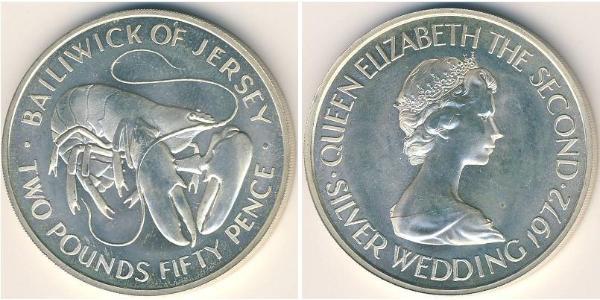 · BAILIWICK OF JERSEY ·
TWO POUNDS FIFTY PENCE
· QUEEN ELIZABETH THE SECOND ·
SILVER WEDDING 1972